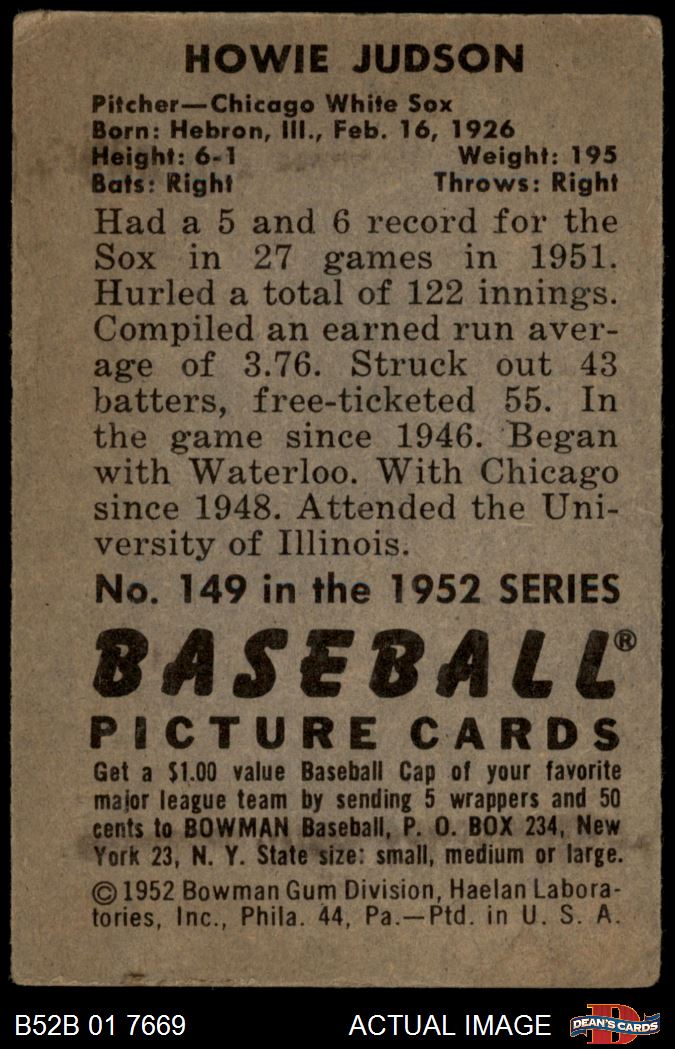 HOWIE JUDSON
Pitcher—Chicago White Sox
Born: Hebron, Ill., Feb. 16, 1926
Height: 6-1 Weight: 195
Bats: Right Throws: Right
Had a 5 and 6 record for the
Sox in 27 games in 1951.
Hurled a total of 122 innings.
Compiled an earned run aver-
age of 3.76. Struck out 43
batters, free-ticketed 55. In
the game since 1946. Began
with Waterloo. With Chicago
since 1948. Attended the Uni-
versity of Illinois.
No. 149 in the 1952 SERIES
BASEBALL®
PICTURE CARDS
Get a $1.00 value Baseball Cap of your favorite
major league team by sending 5 wrappers and 50
cents to BOWMAN Baseball, P. O. BOX 234, New
York 23, N. Y. State size: small, medium or large.
© 1952 Bowman Gum Division, Haelan Labora-
tories, Inc., Phila. 44, Pa.—Ptd. in U. S. A.
B52B 01 7669 ACTUAL IMAGE D DEAN'S CARDS